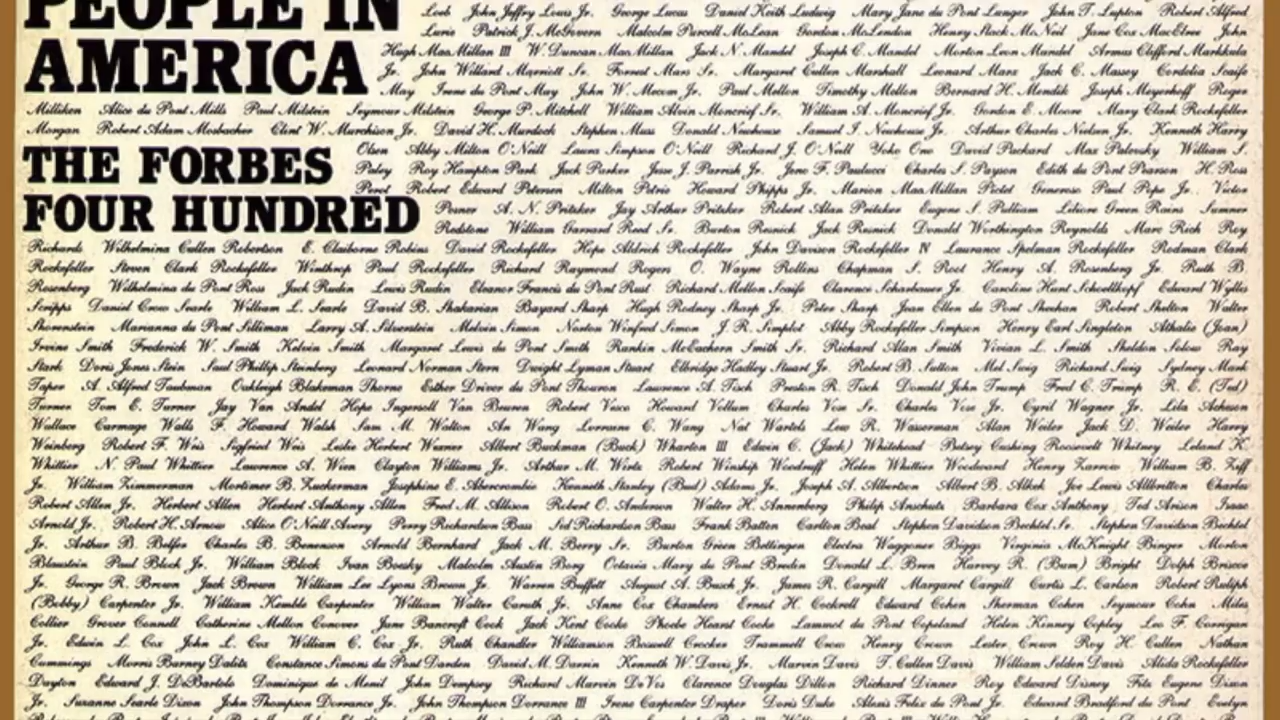 PEOPLE IN
AMERICA
THE FORBES
FOUR HUNDRED
Loeb John Jeffry Loeb Jr. George Lucas Daniel Keith Ludwig Mary Jane du Pont Lunger John T. Lupton Robert Alfred
Lurie Patrick J. McGovern Malcolm Purcell McLean Gordon McLendon Henry Slack McNeil Jane Cox MacElree John
Hugh MacMillan III W. Duncan MacMillan Jack N. Mandel Joseph C. Mandel Morton Leon Mandel Armas Clifford Markkula
Jr. John Willard Marriott Sr. Forrest Mars Sr. Margaret Cullen Marshall Leonard Marx Jack C. Massey Cordelia Scaife
May Irene du Pont May John W. Mecom Jr. Paul Mellon Timothy Mellon Bernard H. Mendik Joseph Meyerhoff Roger
Milliken Alice du Pont Mills Paul Milstein Seymour Milstein George P. Mitchell William Alvin Moncrief Sr. William A. Moncrief Jr. Gordon E. Moore Mary Clark Rockefeller
Morgan Robert Adam Mosbacher Clint W. Murchison Jr. David H. Murdock Stephen Muss Donald Newhouse Samuel I. Newhouse Jr. Arthur Charles Nielsen Jr. Kenneth Harry
Olsen Abby Milton O'Neill Laura Simpson O'Neill Richard J. O'Neill Yoko Ono David Packard Max Palevsky William S.
Paley Roy Hampton Park Jack Parker Jesse J. Parrish Jr. Jeno F. Paulucci Charles S. Payson Edith du Pont Pearson H. Ross
Perot Robert Edward Petersen Milton Petrie Howard Phipps Jr. Marion MacMillan Pictet Generoso Paul Pope Jr. Victor
Posner A. N. Pritzker Jay Arthur Pritzker Robert Alan Pritzker Eugene S. Pulliam Liliore Green Rains Sumner
Redstone William Garrard Reed Sr. Burton Resnick Jack Resnick Donald Worthington Reynolds Marc Rich Roy
Richards Wilhelmina Cullen Robertson E. Claiborne Robins David Rockefeller Hope Aldrich Rockefeller John Davison Rockefeller IV Laurance Spelman Rockefeller Rodman Clark
Rockefeller Steven Clark Rockefeller Winthrop Paul Rockefeller Richard Raymond Rogers O. Wayne Rollins Chapman S. Root Henry A. Rosenberg Jr. Ruth B.
Rosenberg Wilhelmina du Pont Ross Jack Rudin Lewis Rudin Eleanor Francis du Pont Rust Richard Mellon Scaife Clarence Scharbauer Jr. Caroline Hunt Schoellkopf Edward Wyllis
Scripps Daniel Crow Searle William L. Searle David B. Shakarian Bayard Sharp Hugh Rodney Sharp Jr. Peter Sharp Joan Ellen du Pont Sheehan Robert Shelton Walter
Shorenstein Marianna du Pont Silliman Larry A. Silverstein Melvin Simon Norton Winfred Simon J. R. Simplot Abby Rockefeller Simpson Henry Earl Singleton Athalie (Joan)
Irvine Smith Frederick W. Smith Kelvin Smith Margaret Lewis du Pont Smith Rankin McEachern Smith Sr. Richard Alan Smith Vivian L. Smith Sheldon Solow Ray
Stark Doris Jones Stein Saul Phillip Steinberg Leonard Norman Stern Dwight Lyman Stuart Elbridge Hadley Stuart Jr. Robert B. Sutton Mel Swig Richard Swig Sydney Mark
Taper A. Alfred Taubman Oakleigh Blakeman Thorne Esther Driver du Pont Thouron Lawrence A. Tisch Preston R. Tisch Donald John Trump Fred C. Trump R. E. (Ted)
Turner Tom E. Turner Jay Van Andel Hope Ingersoll Van Beuren Robert Vesco Howard Vollum Charles Vose Sr. Charles Vose Jr. Cyril Wagner Jr. Lila Acheson
Wallace Carmage Walls F. Howard Walsh Sam M. Walton An Wang Lorraine C. Wang Nat Wartels Lew R. Wasserman Alan Weiler Jack D. Weiler Harry
Weinberg Robert F. Weis Sigfried Weis Leslie Herbert Wexner Albert Buckman (Buck) Wharton III Edwin C. (Jack) Whitehead Betsey Cushing Roosevelt Whitney Leland K.
Whittier N. Paul Whittier Lawrence A. Wien Clayton Williams Jr. Arthur M. Wirtz Robert Winship Woodruff Helen Whittier Woodward Henry Zarrow William B. Ziff
Jr. William Zimmerman Mortimer B. Zuckerman Josephine E. Abercrombie Kenneth Stanley (Bud) Adams Jr. Joseph A. Albertson Albert B. Alkek Joe Lewis Allbritton Charles
Robert Allen Jr. Herbert Allen Herbert Anthony Allen Fred M. Allison Robert O. Anderson Walter H. Annenberg Philip Anschutz Barbara Cox Anthony Ted Arison Isaac
Arnold Jr. Robert H. Arnow Alice O'Neill Avery Perry Richardson Bass Sid Richardson Bass Frank Batten Carlton Beal Stephen Davidson Bechtel Sr. Stephen Davidson Bechtel
Jr. Arthur B. Belfer Charles B. Benenson Arnold Bernhard Jack M. Berry Sr. Burton Green Bettingen Electra Waggoner Biggs Virginia McKnight Binger Morton
Blaustein Paul Block Jr. William Block Ivan Boesky Malcolm Austin Borg Octavia Mary du Pont Bredin Donald L. Bren Harvey R. (Bum) Bright Dolph Briscoe
Jr. George R. Brown Jack Brown William Lee Lyons Brown Jr. Warren Buffett August A. Busch Jr. James R. Cargill Margaret Cargill Curtis L. Carlson Robert Ruliph
(Bobby) Carpenter Jr. William Kemble Carpenter William Walter Caruth Jr. Anne Cox Chambers Ernest H. Cockrell Edward Cohen Sherman Cohen Seymour Cohn Miles
Collier Grover Connell Catherine Mellon Conover Jane Bancroft Cook Jack Kent Cooke Phoebe Hearst Cooke Lammot du Pont Copeland Helen Kinney Copley Leo F. Corrigan
Jr. Edwin L. Cox John L. Cox William C. Cox Jr. Ruth Chandler Williamson Boswell Crocker Trammell Crow Henry Crown Lester Crown Roy H. Cullen Nathan
Cummings Morris Barney Dalitz Constance Simons du Pont Darden David M. Darrin Kenneth W. Davis Jr. Marvin Davis T. Cullen Davis William Selden Davis Alida Rockefeller
Dayton Edward J. DeBartolo Dominique de Menil John Dempsey Richard Marvin DeVos Clarence Douglas Dillon Richard Dinner Roy Edward Disney Fitz Eugene Dixon
Jr. Suzanne Searle Dixon John Thompson Dorrance Jr. John Thompson Dorrance III Irene Carpenter Draper Doris Duke Alexis Felix du Pont Jr. Edward Bradford du Pont Evelyn